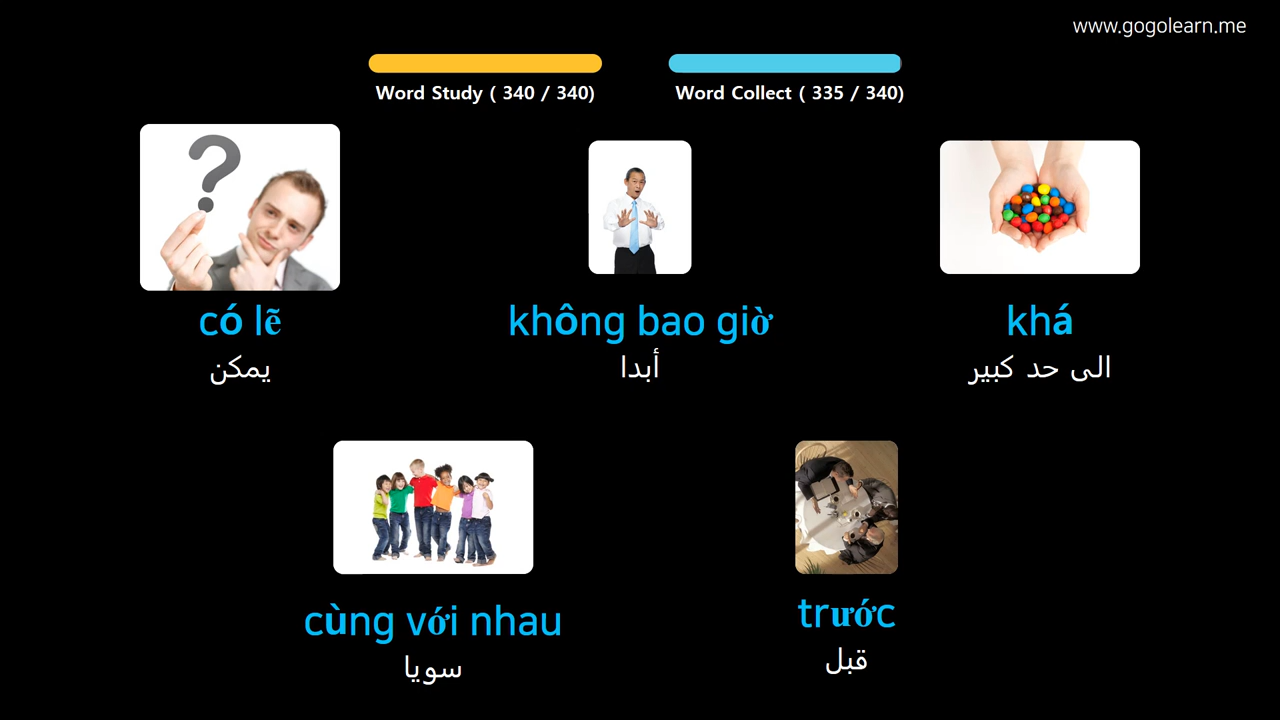 www.gogolearn.me
Word Study ( 340 / 340)
Word Collect ( 335 / 340)
có lẽ
يمكن
không bao giờ
أبدا
khá
الى حد كبير
cùng với nhau
سويا
trước
قبل